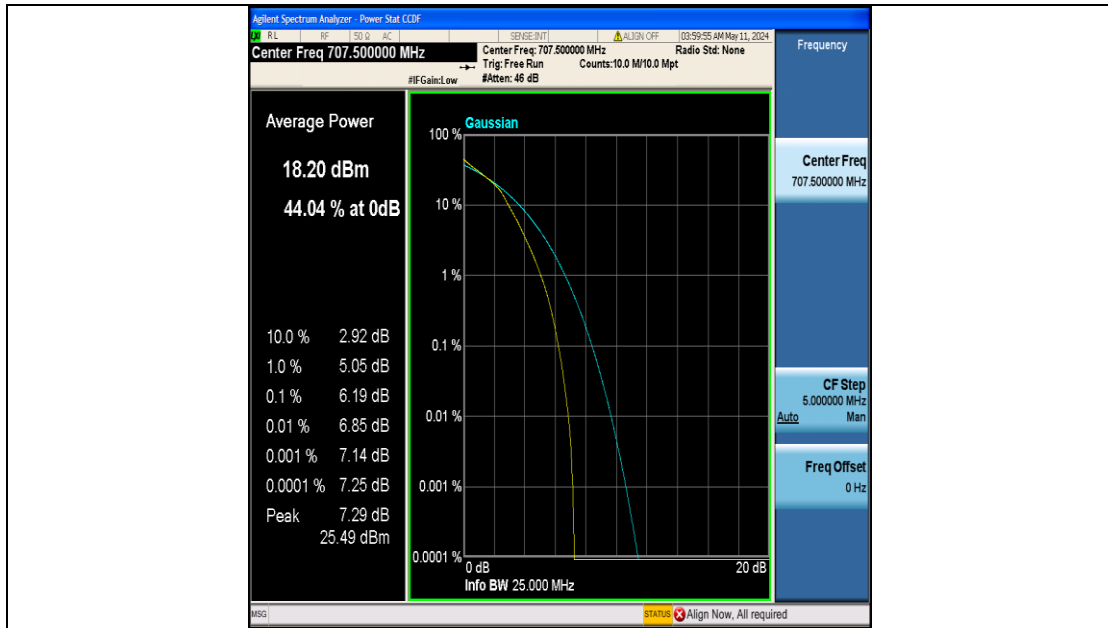 Agilent Spectrum Analyzer - Power Stat CCDF
RL RF 50 Ω AC SENSE:INT ALIGN OFF 03:59:55 AM May 11, 2024
Center Freq 707.500000 MHz
Center Freq: 707.500000 MHz Radio Std: None
Trig: Free Run Counts:10.0 M/10.0 Mpt
#IFGain:Low #Atten: 46 dB
Frequency
Average Power
18.20 dBm
44.04 % at 0dB
10.0 % 2.92 dB
1.0 % 5.05 dB
0.1 % 6.19 dB
0.01 % 6.85 dB
0.001 % 7.14 dB
0.0001 % 7.25 dB
Peak 7.29 dB
25.49 dBm
Gaussian
100 %
10 %
1 %
0.1 %
0.01 %
0.001 %
0.0001 %
0 dB 20 dB
Info BW 25.000 MHz
Center Freq
707.500000 MHz
CF Step
5.000000 MHz
Auto Man
Freq Offset
0 Hz
MSG STATUS Align Now, All required